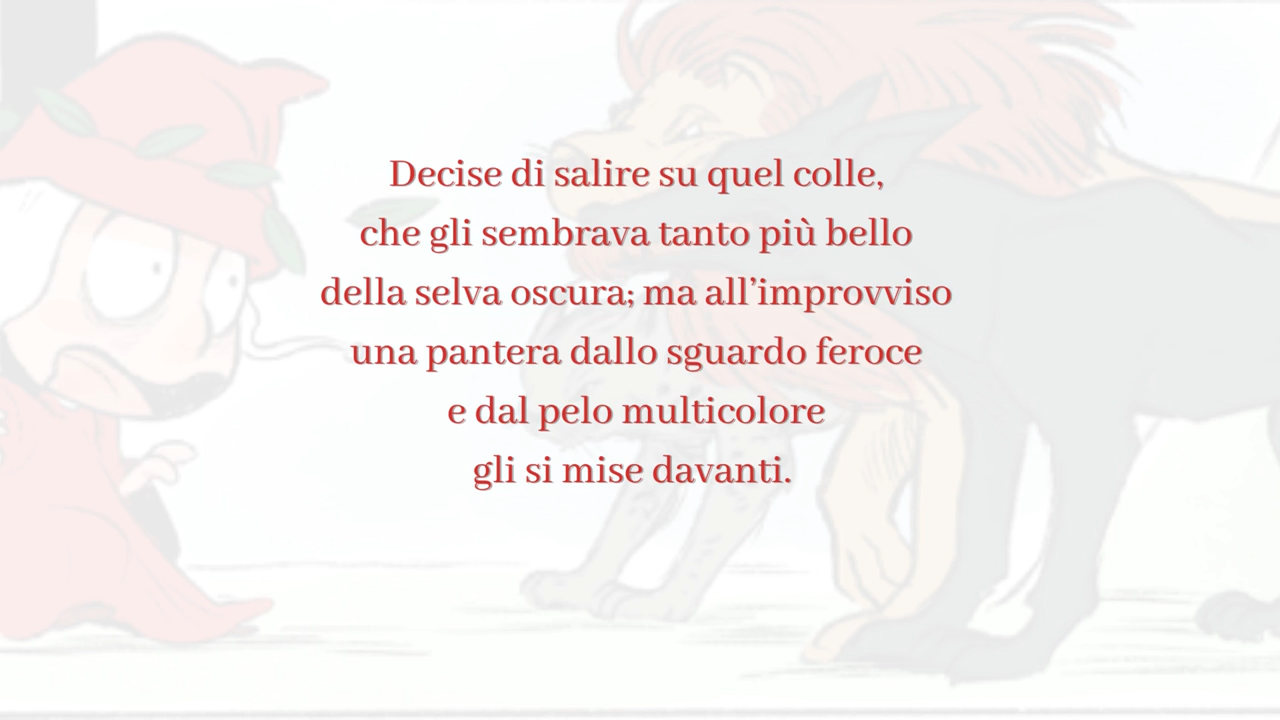 Decise di salire su quel colle,
che gli sembrava tanto più bello
della selva oscura; ma all’improvviso
una pantera dallo sguardo feroce
e dal pelo multicolore
gli si mise davanti.